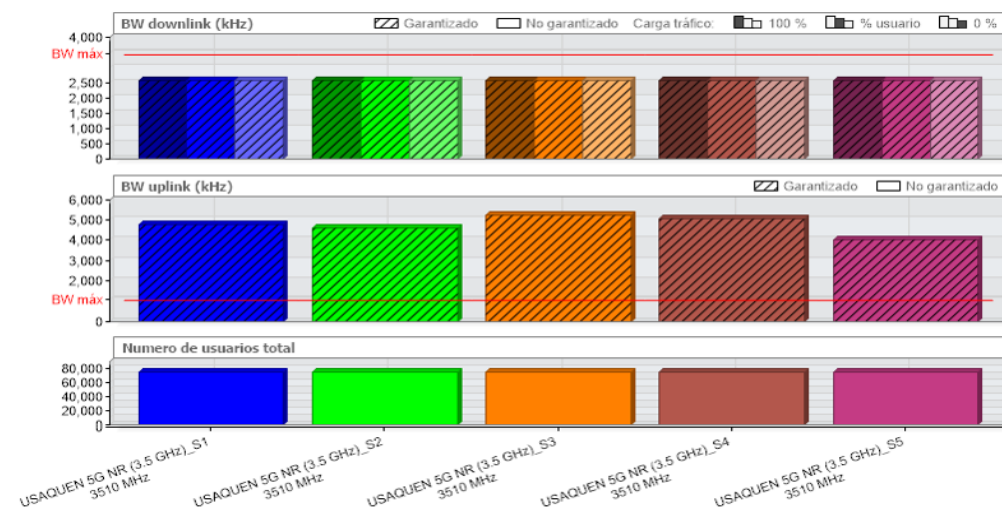 BW downlink (kHz) Garantizado No garantizado Carga tráfico: 100 % % usuario 0 %
4,000
BW máx
2,500
2,000
1,500
1,000
500
0
BW uplink (kHz) Garantizado No garantizado
6,000
5,000
4,000
3,000
2,000
BW máx
0
Numero de usuarios total
80,000
60,000
40,000
20,000
0
USAQUEN 5G NR (3.5 GHz)_S1
3510 MHz
USAQUEN 5G NR (3.5 GHz)_S2
3510 MHz
USAQUEN 5G NR (3.5 GHz)_S3
3510 MHz
USAQUEN 5G NR (3.5 GHz)_S4
3510 MHz
USAQUEN 5G NR (3.5 GHz)_S5
3510 MHz